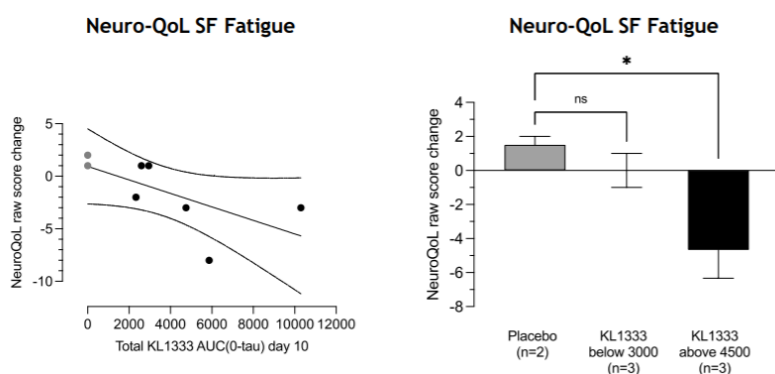 Neuro-QoL SF Fatigue
NeuroQoL raw score change
5
0
-5
-10
0 2000 4000 6000 8000 10000 12000
Total KL1333 AUC(0-tau) day 10
Neuro-QoL SF Fatigue
NeuroQoL raw score change
4
2
0
-2
-4
-6
-8
*
ns
Placebo
(n=2)
KL1333
below 3000
(n=3)
KL1333
above 4500
(n=3)